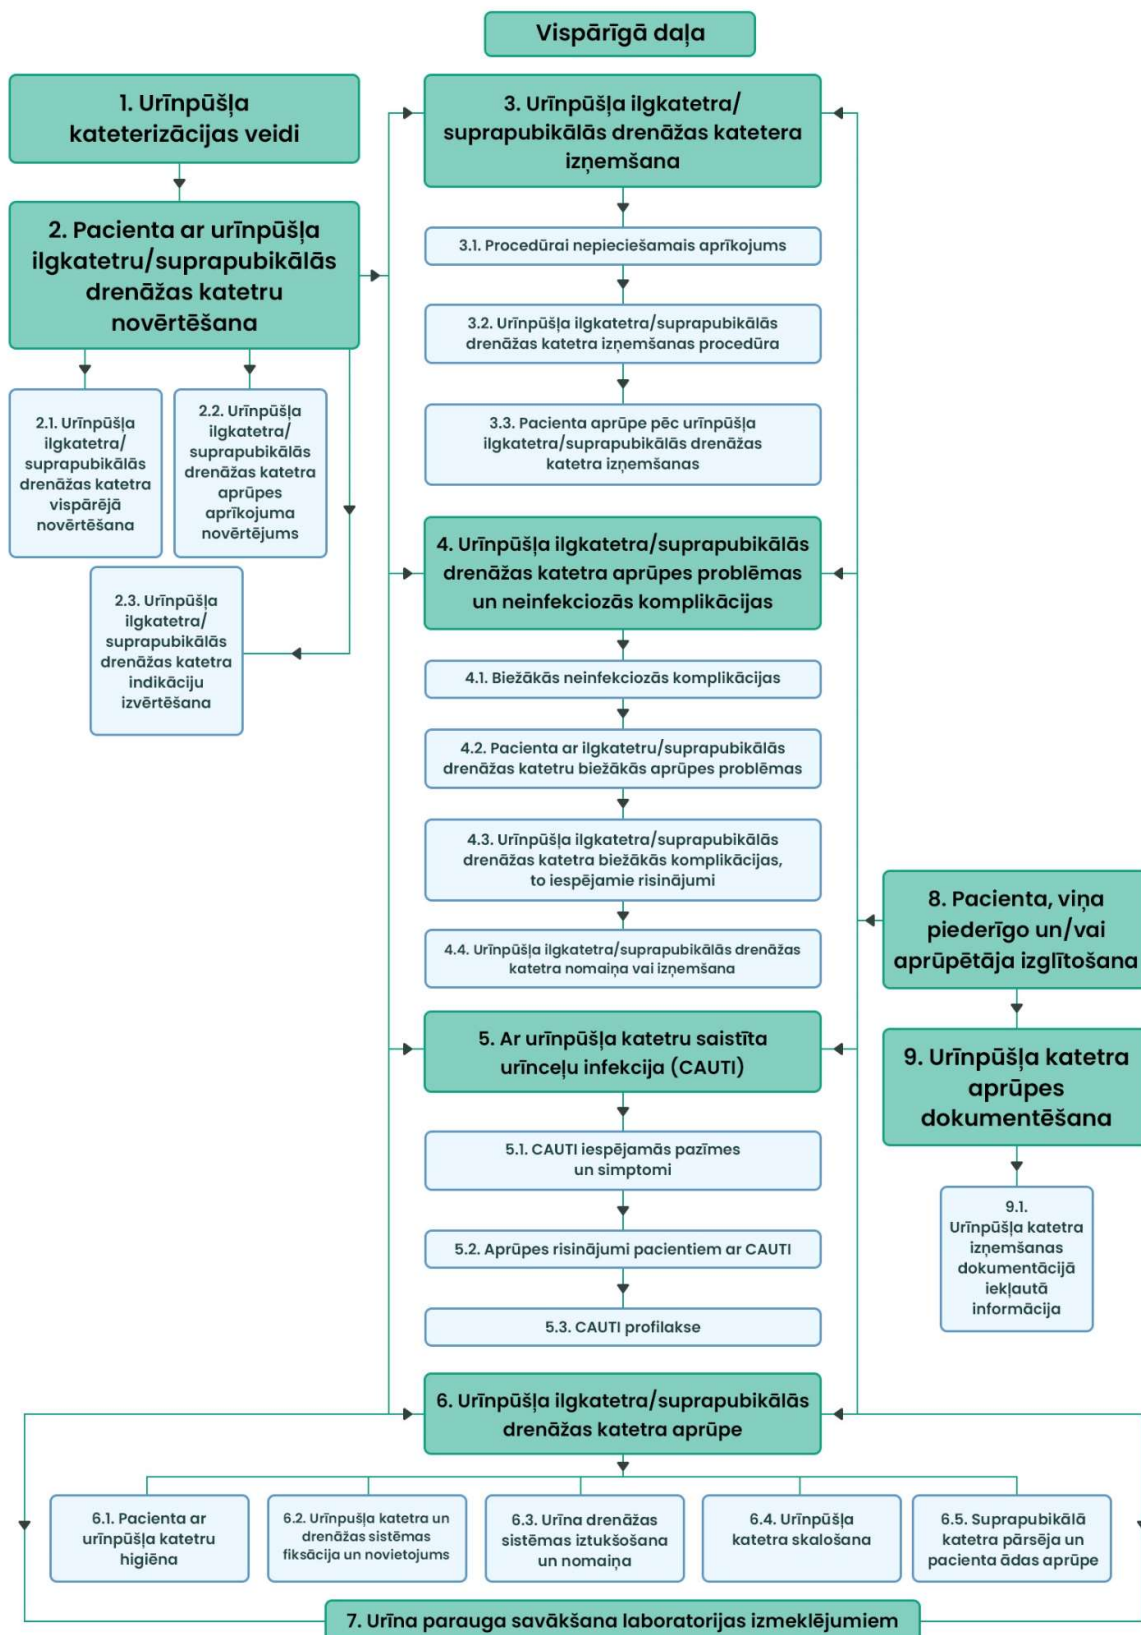 Vispārīgā daļa
1. Urīnpūšļa
kateterizācijas veidi
2. Pacienta ar urīnpūšļa
ilgkatetru/suprapubikālās
drenāžas katetru
novērtēšana
2.1. Urīnpūšļa
ilgkatetra/
suprapubikālās
drenāžas katetra
vispārējā
novērtēšana
2.2. Urīnpūšļa
ilgkatetra/
suprapubikālās
drenāžas katetra
aprūpes
aprīkojuma
novērtējums
2.3. Urīnpūšļa
ilgkatetra/
suprapubikālās
drenāžas katetra
indikāciju
izvērtēšana
3. Urīnpūšļa ilgkatetra/
suprapubikālās drenāžas katetera
izņemšana
3.1. Procedūrai nepieciešamais aprīkojums
3.2. Urīnpūšļa ilgkatetra/suprapubikālās
drenāžas katetra izņemšanas procedūra
3.3. Pacienta aprūpe pēc urīnpūšļa
ilgkatetra/suprapubikālās drenāžas
katetra izņemšanas
4. Urīnpūšļa ilgkatetra/suprapubikālās
drenāžas katetra aprūpes problēmas
un neinfekciozās komplikācijas
4.1. Biežākās neinfekciozās komplikācijas
4.2. Pacienta ar ilgkatetru/suprapubikālās
drenāžas katetru biežākās aprūpes problēmas
4.3. Urīnpūšļa ilgkatetra/suprapubikālās
drenāžas katetra biežākās komplikācijas,
to iespējamie risinājumi
4.4. Urīnpūšļa ilgkatetra/suprapubikālās drenāžas
katetra nomaiņa vai izņemšana
5. Ar urīnpūšļa katetru saistīta
urīnceļu infekcija (CAUTI)
5.1. CAUTI iespējamās pazīmes
un simptomi
5.2. Aprūpes risinājumi pacientiem ar CAUTI
5.3. CAUTI profilakse
6. Urīnpūšļa ilgkatetra/suprapubikālās
drenāžas katetra aprūpe
6.1. Pacienta ar
urīnpūšļa katetru
higiēna
6.2. Urīnpušļa katetra un
drenāžas sistēmas
fiksācija un novietojums
6.3. Urīna drenāžas
sistēmas iztukšošana
un nomaiņa
6.4. Urīnpūšļa
katetra skalošana
6.5. Suprapubikālā
katetra pārsēja un
pacienta ādas aprūpe
7. Urīna parauga savākšana laboratorijas izmeklējumiem
8. Pacienta, viņa
piederīgo un/vai
aprūpētāja izglītošana
9. Urīnpūšļa katetra
aprūpes
dokumentēšana
9.1.
Urīnpūšļa katetra
izņemšanas
dokumentācijā
iekļautā
informācija